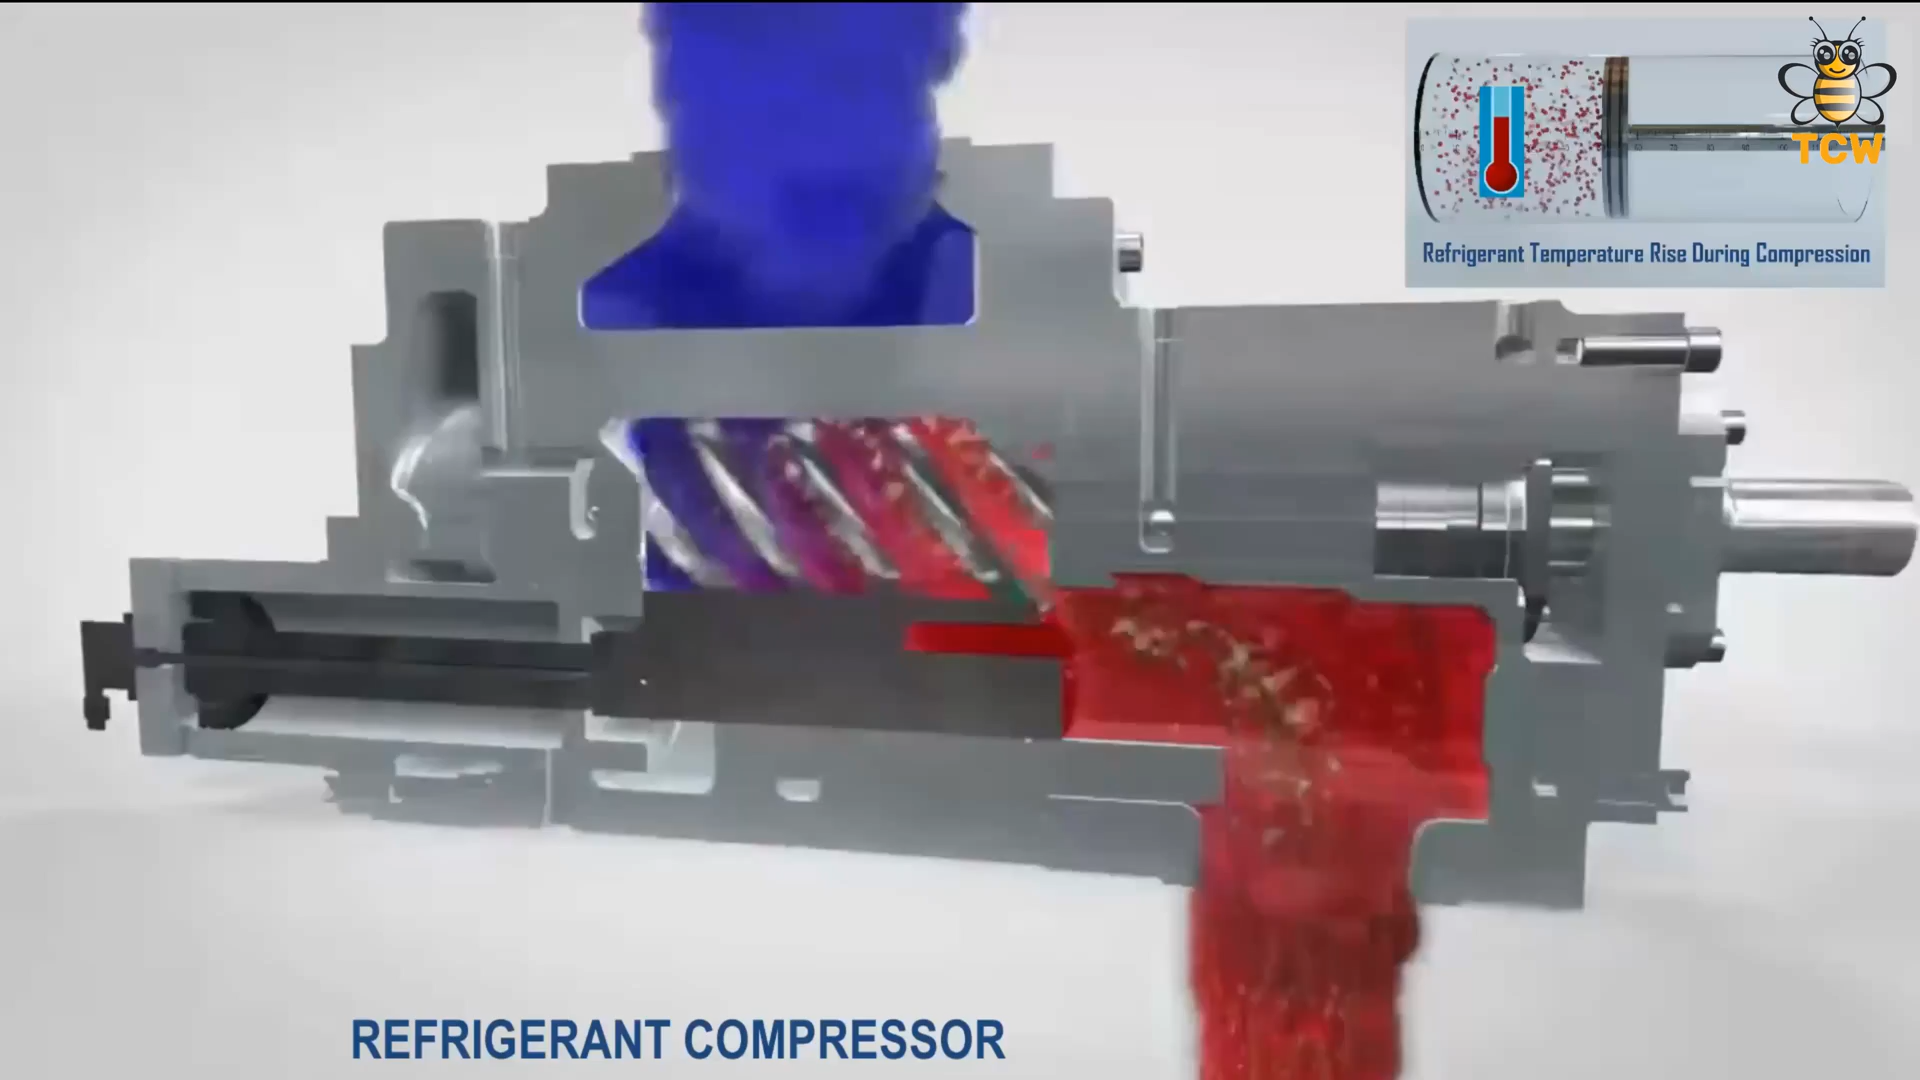 TCW
Refrigerant Temperature Rise During Compression
REFRIGERANT COMPRESSOR